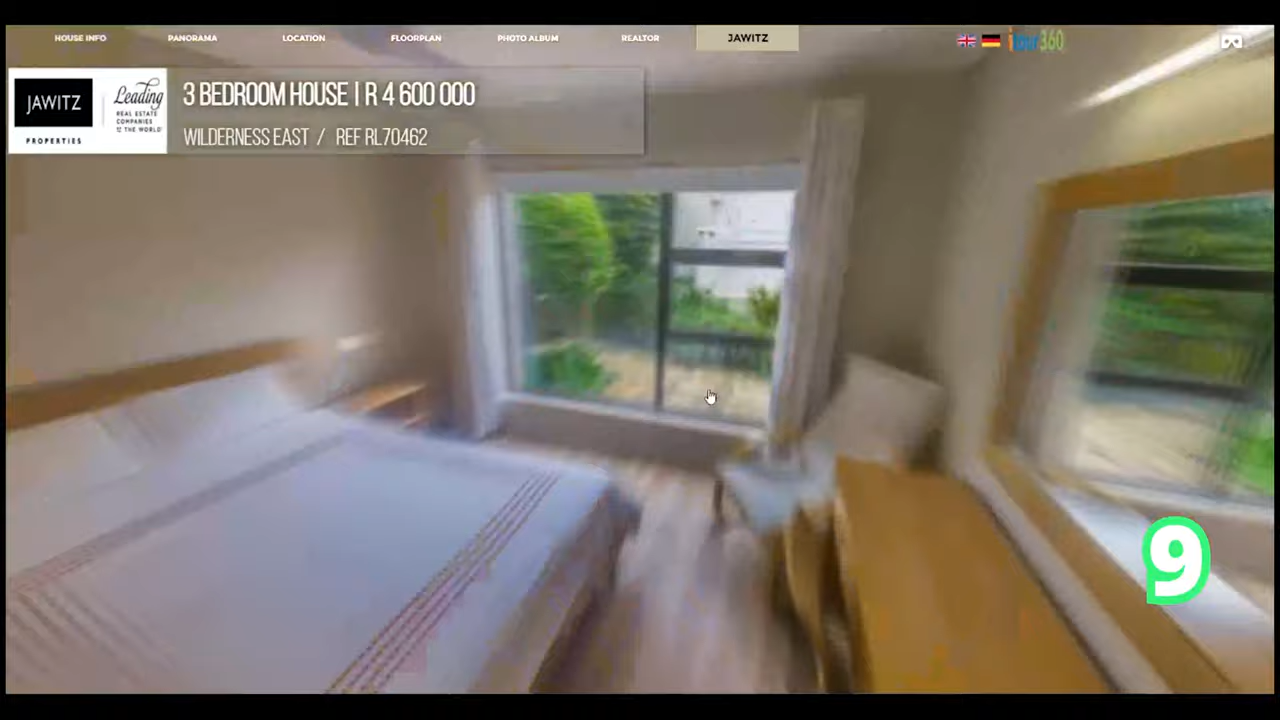 HOUSE INFO
PANORAMA
LOCATION
FLOORPLAN
PHOTO ALBUM
REALTOR
JAWITZ
itour360
JAWITZ
PROPERTIES
Leading
REAL ESTATE
COMPANIES
OF THE WORLD
3 BEDROOM HOUSE | R 4 600 000
WILDERNESS EAST / REF RL70462
9